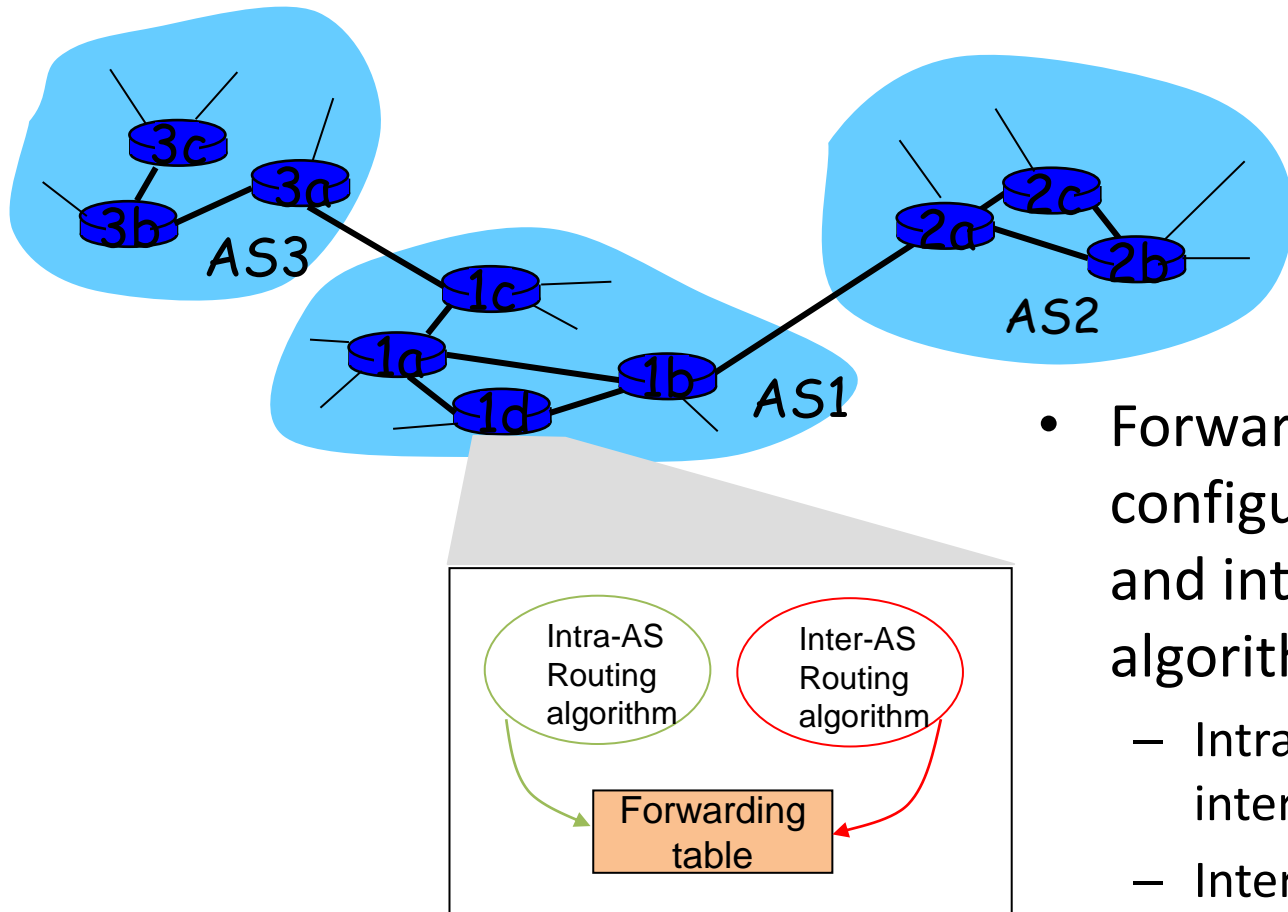 3c
3a
3b
AS3
2c
2a
2b
AS2
1c
1a
1b
1d
AS1
• Forwar
configu
and int
algorith
– Intra
inter
– Inter
Intra-AS
Routing
algorithm
Inter-AS
Routing
algorithm
Forwarding
table